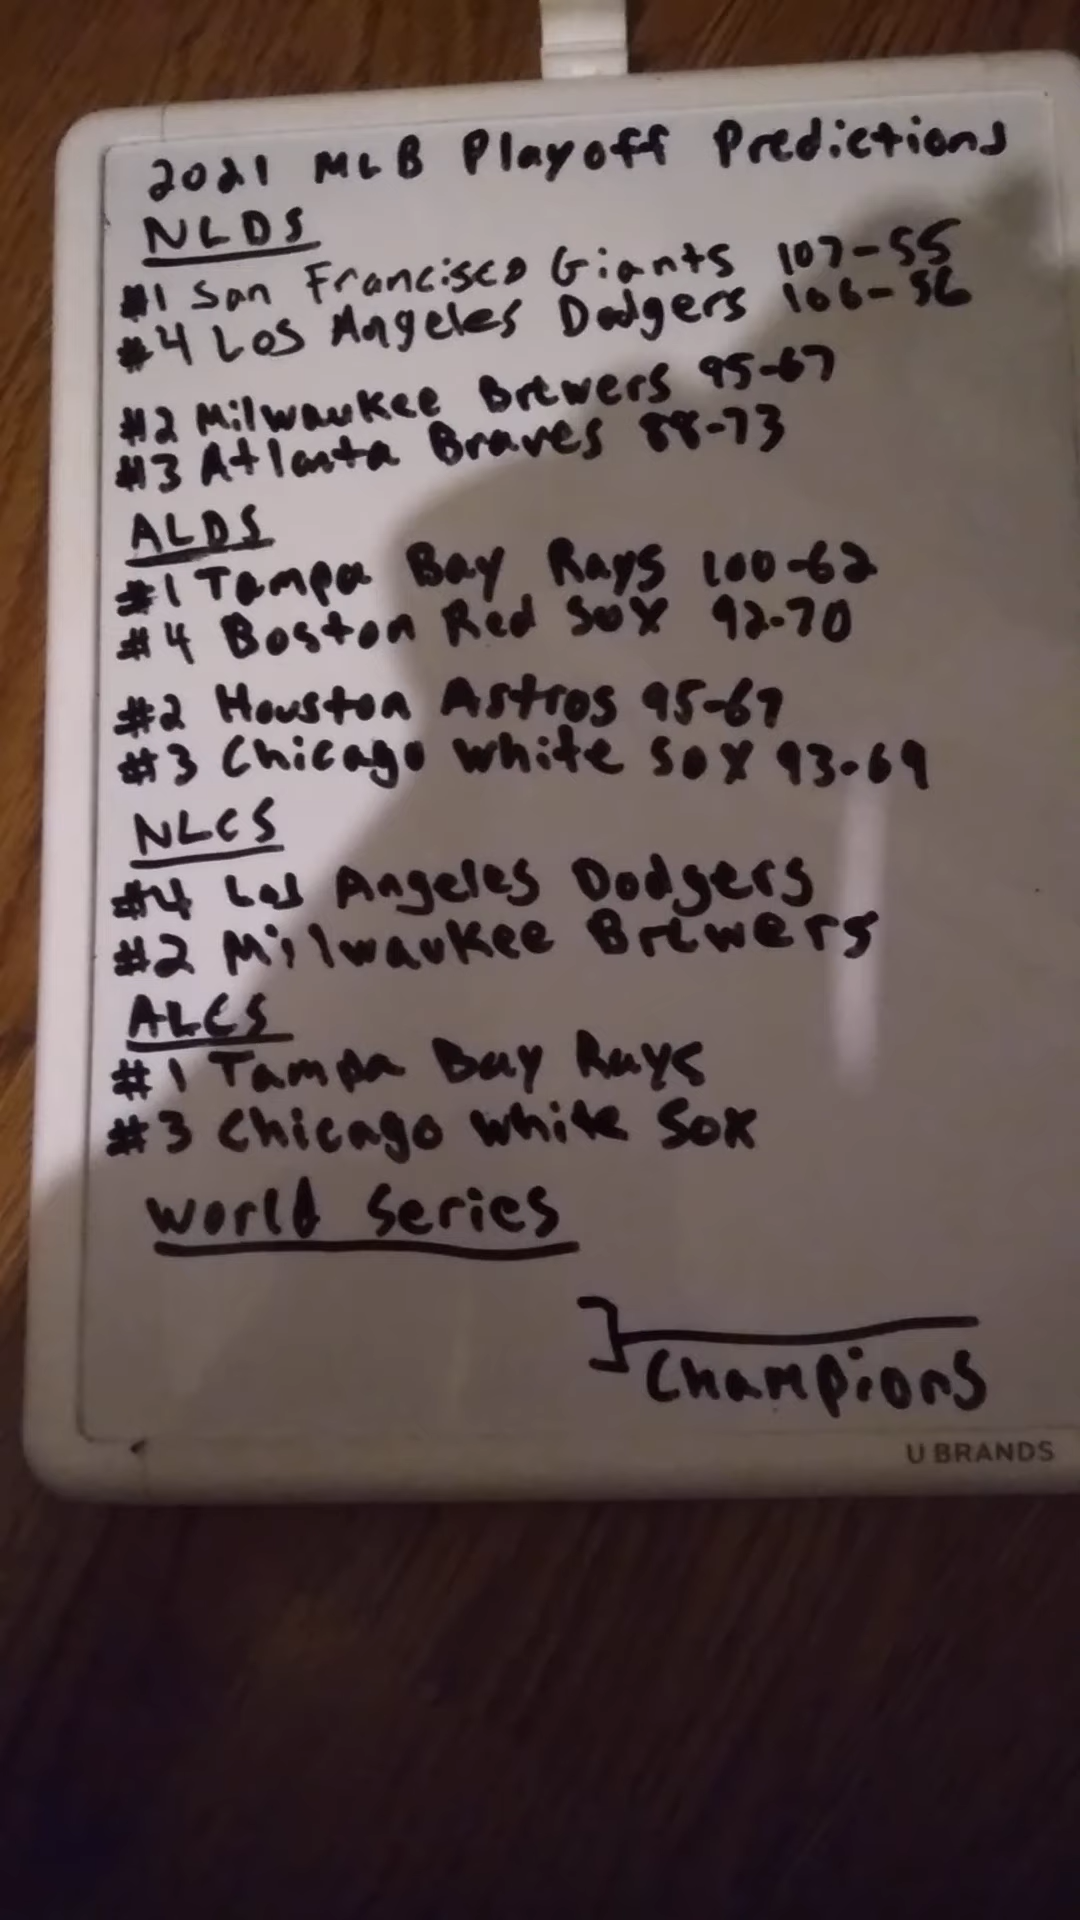 2021 MLB Playoff Predictions
NLDS
#1 San Francisco Giants 107-55
#4 Los Angeles Dodgers 106-56
#2 Milwaukee Brewers 95-67
#3 Atlanta Braves 88-73
ALDS
#1 Tampa Bay Rays 100-62
#4 Boston Red Sox 92-70
#2 Houston Astros 95-67
#3 Chicago White Sox 93-69
NLCS
#4 Los Angeles Dodgers
#2 Milwaukee Brewers
ALCS
#1 Tampa Bay Rays
#3 Chicago White Sox
World Series
Champions
U BRANDS